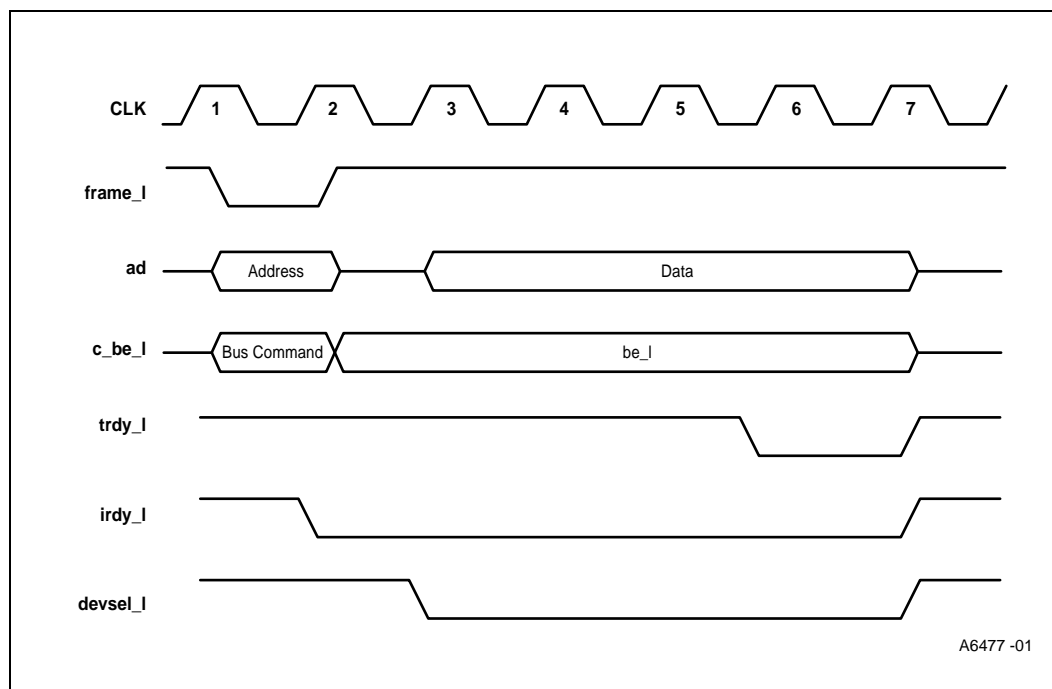 CLK 1 2 3 4 5 6 7
frame_l
ad Address Data
c_be_l Bus Command be_l
trdy_l
irdy_l
devsel_l
A6477 -01